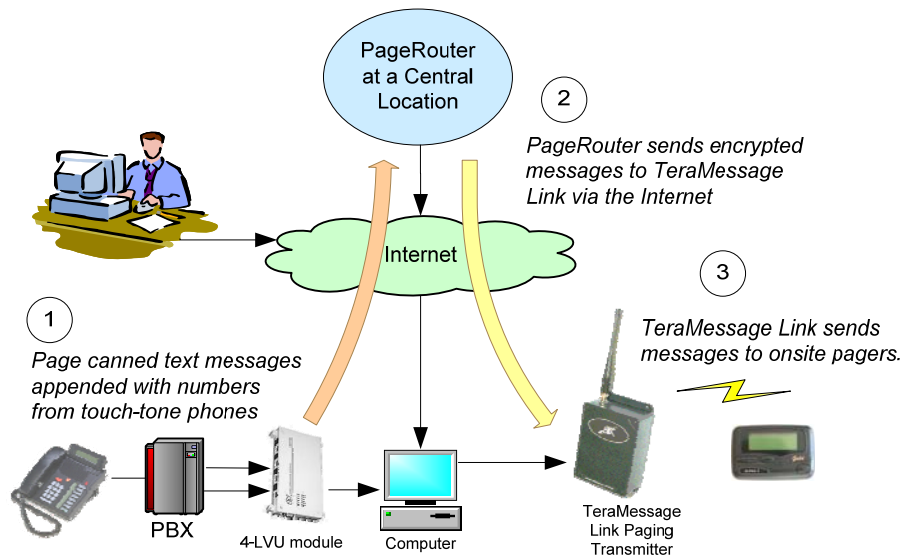 PageRouter
at a Central
Location
2
PageRouter sends encrypted
messages to TeraMessage
Link via the Internet
Internet
3
TeraMessage Link sends
messages to onsite pagers.
1
Page canned text messages
appended with numbers
from touch-tone phones
PBX
4-LVU module
Computer
TeraMessage
Link Paging
Transmitter